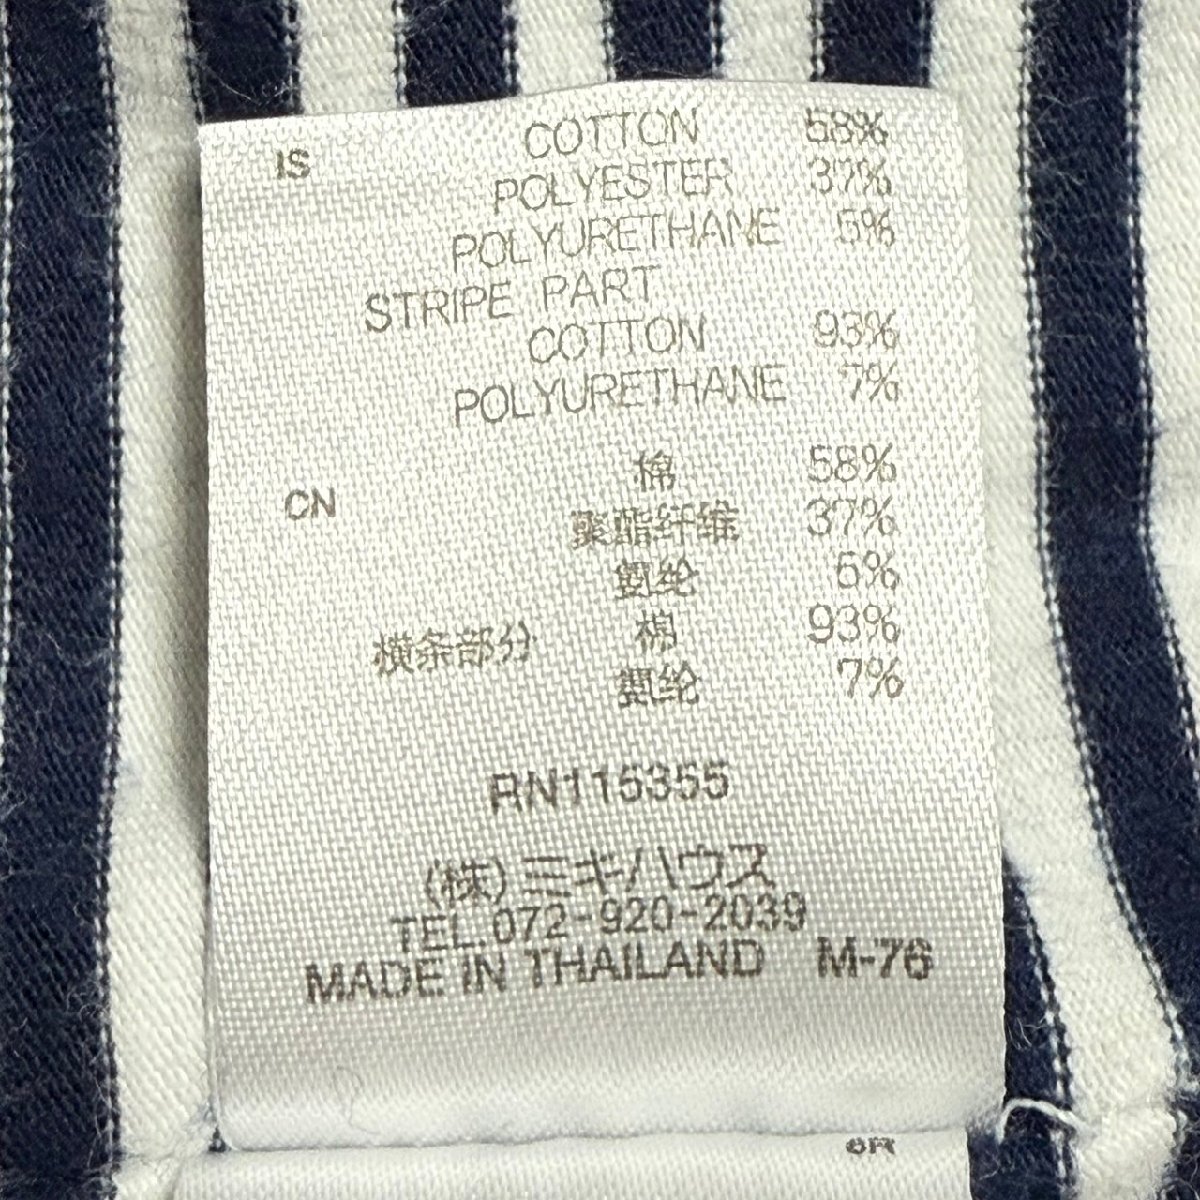 IS COTTON 58%
POLYESTER 37%
POLYURETHANE 5%
STRIPE PART
COTTON 93%
POLYURETHANE 7%
CN 棉 58%
聚酯纤维 37%
氨纶 5%
横条部分 棉 93%
氨纶 7%
RN115355
(株)ミキハウス
TEL.072-920-2039
MADE IN THAILAND M-76